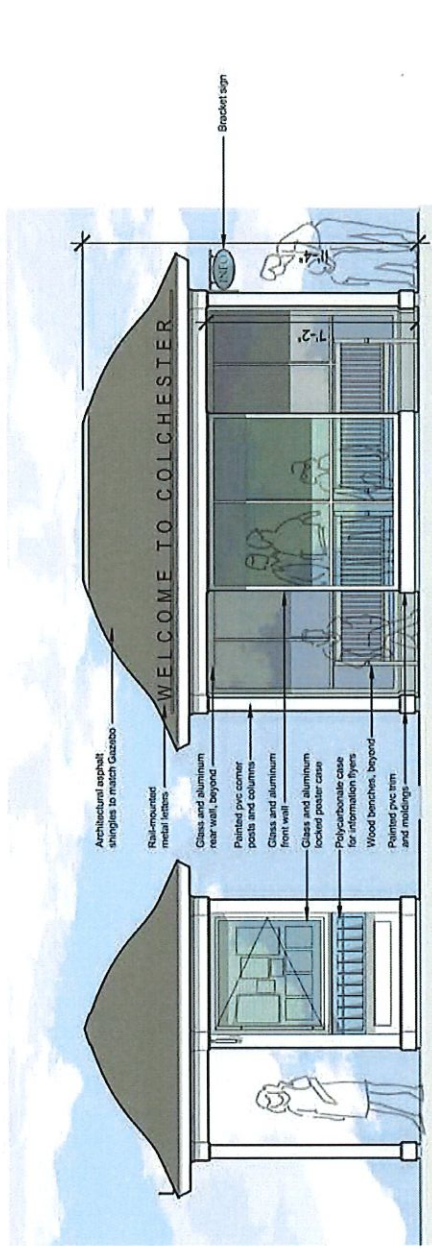 Bracket sign
INFO
11'-4"
7'-2"
WELCOME TO COLCHESTER
Architectural asphalt
shingles to match Gazebo
Rail-mounted
metal letters
Glass and aluminum
rear wall, beyond
Painted pvc corner
posts and columns
Glass and aluminum
front wall
Glass and aluminum
locked poster case
Polycarbonate case
for information flyers
Wood benches, beyond
Painted pvc trim
and moldings